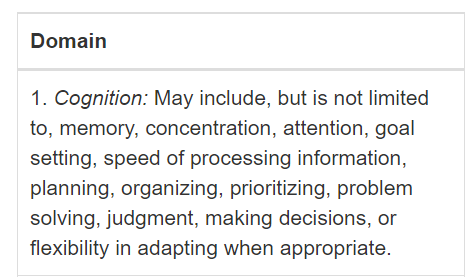 Domain
1. Cognition: May include, but is not limited
to, memory, concentration, attention, goal
setting, speed of processing information,
planning, organizing, prioritizing, problem
solving, judgment, making decisions, or
flexibility in adapting when appropriate.